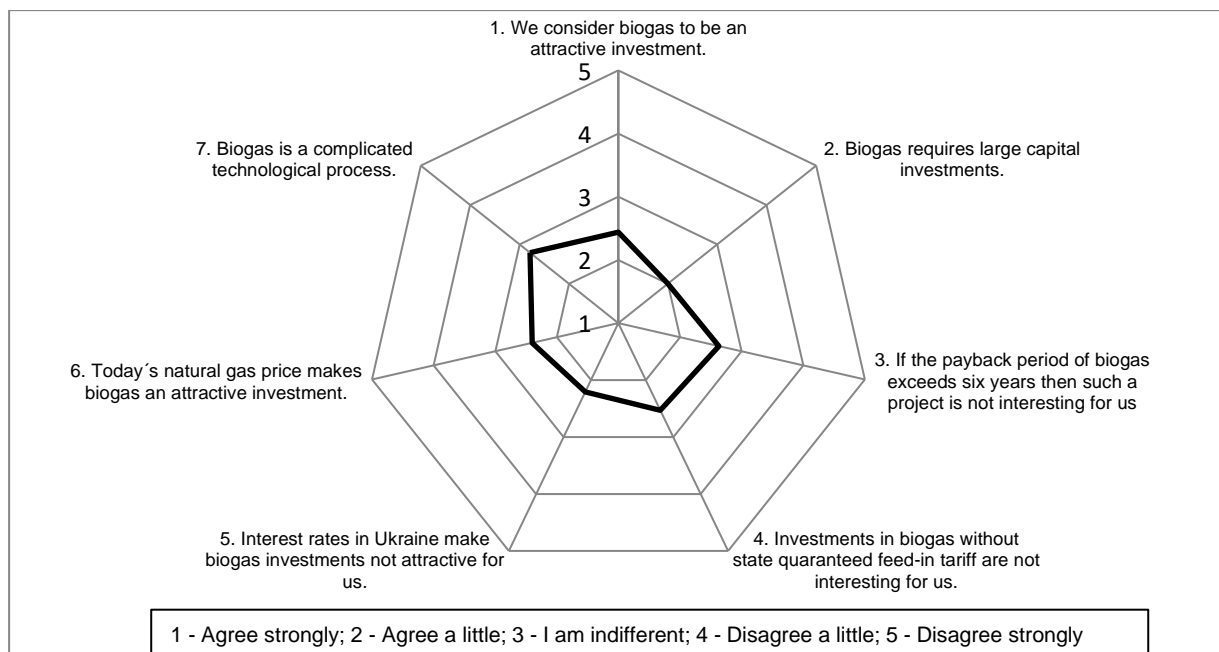 1. We consider biogas to be an
attractive investment.
5
4
3
2
1
7. Biogas is a complicated
technological process.
2. Biogas requires large capital
investments.
6. Today´s natural gas price makes
biogas an attractive investment.
3. If the payback period of biogas
exceeds six years then such a
project is not interesting for us
5. Interest rates in Ukraine make
biogas investments not attractive for
us.
4. Investments in biogas without
state quaranteed feed-in tariff are not
interesting for us.
1 - Agree strongly; 2 - Agree a little; 3 - I am indifferent; 4 - Disagree a little; 5 - Disagree strongly